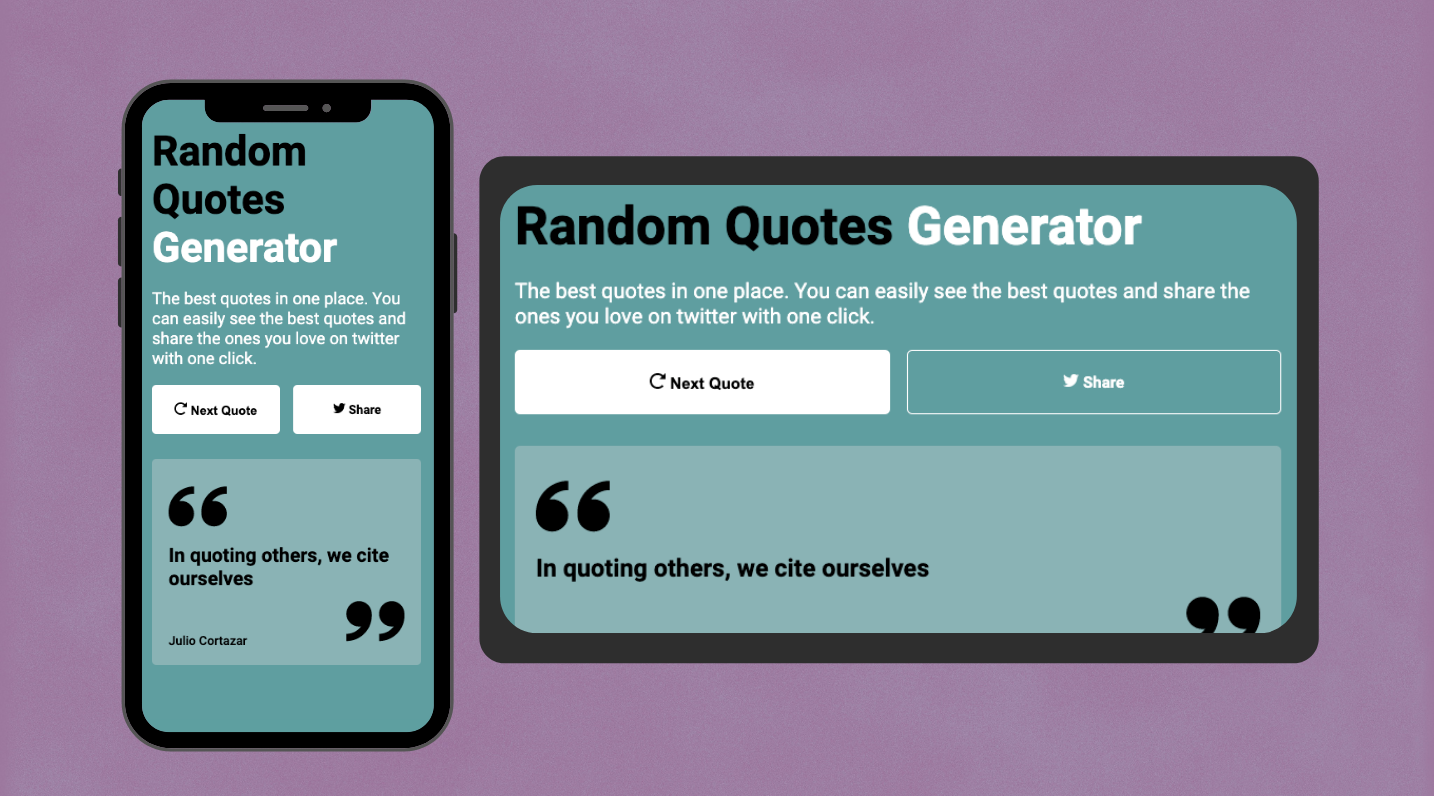 Random
Quotes
Generator
The best quotes in one place. You
can easily see the best quotes and
share the ones you love on twitter
with one click.
Next Quote
Share
“
In quoting others, we cite
ourselves
”
Julio Cortazar
Random Quotes Generator
The best quotes in one place. You can easily see the best quotes and share the
ones you love on twitter with one click.
Next Quote
Share
“
In quoting others, we cite ourselves
”